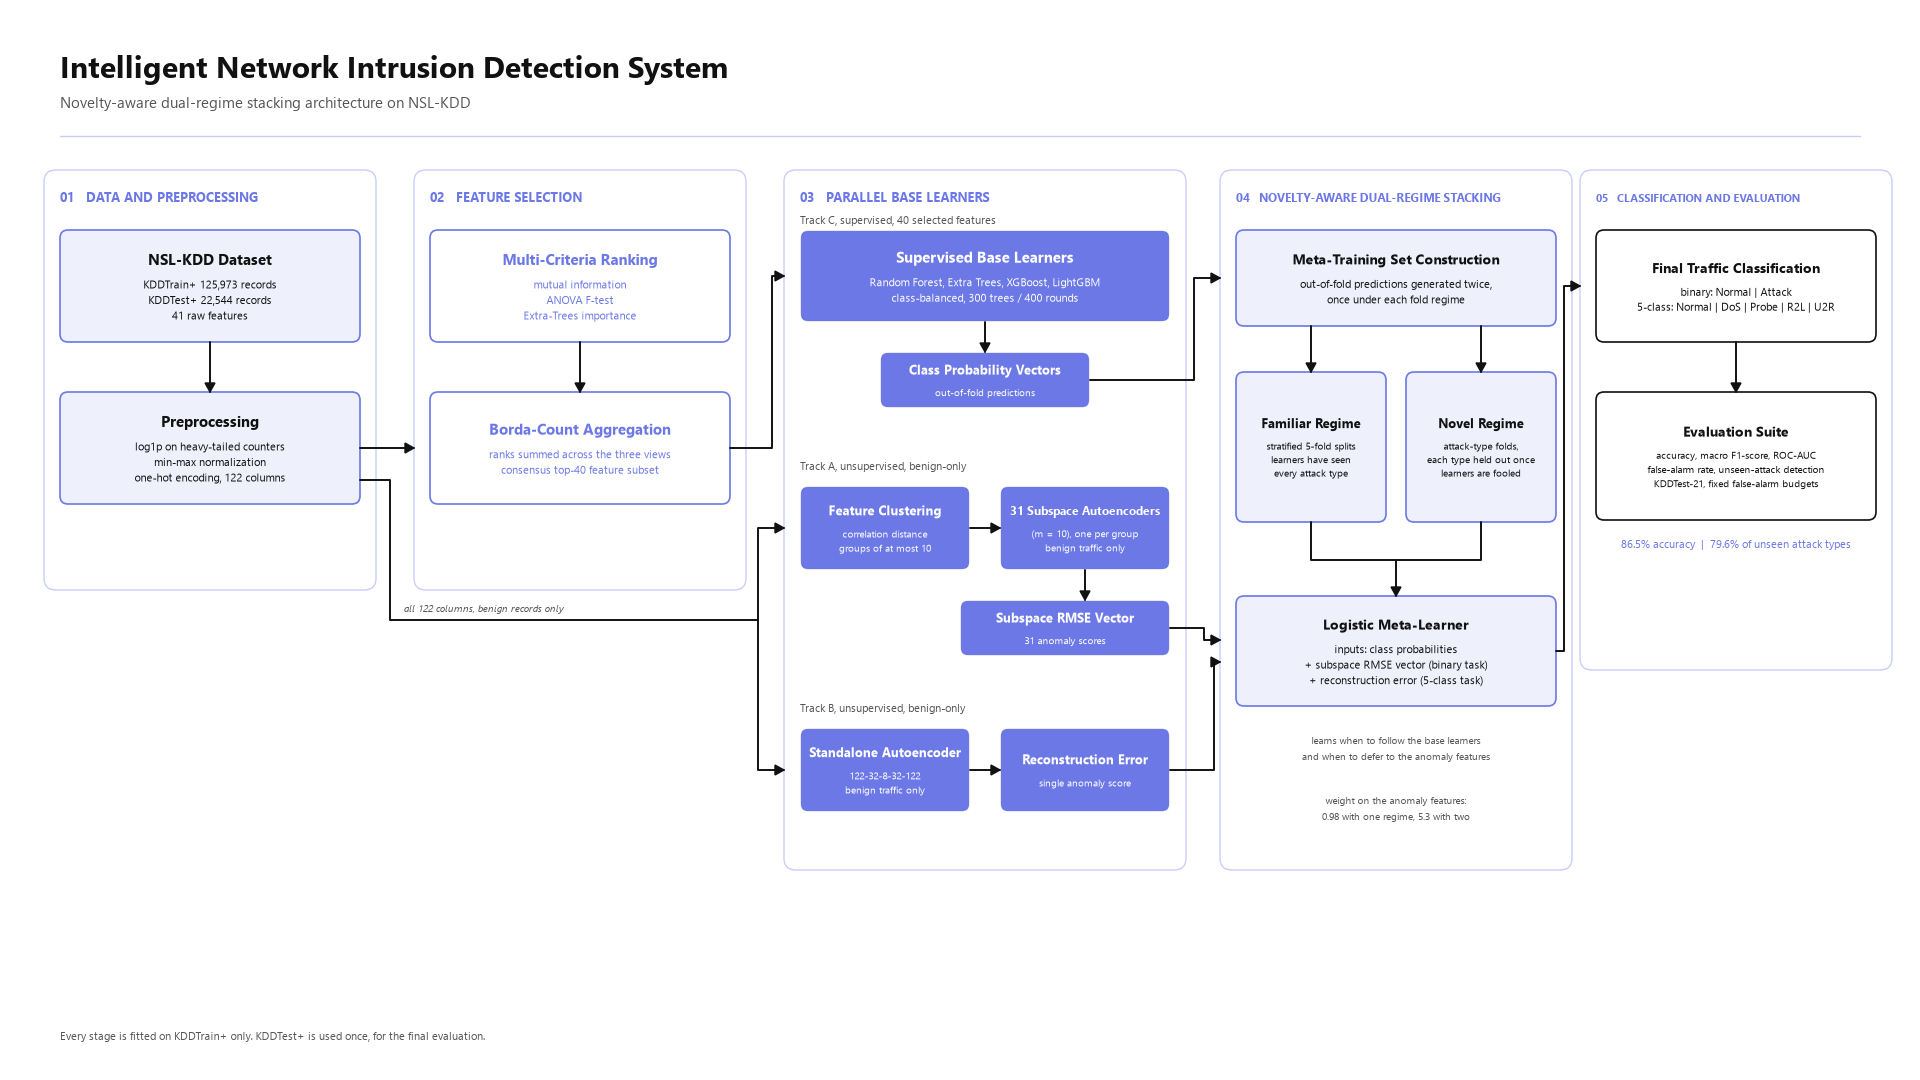 Intelligent Network Intrusion Detection System
Novelty-aware dual-regime stacking architecture on NSL-KDD
01 DATA AND PREPROCESSING
NSL-KDD Dataset
KDDTrain+ 125,973 records
KDDTest+ 22,544 records
41 raw features
Preprocessing
log1p on heavy-tailed counters
min-max normalization
one-hot encoding, 122 columns
02 FEATURE SELECTION
Multi-Criteria Ranking
mutual information
ANOVA F-test
Extra-Trees importance
Borda-Count Aggregation
ranks summed across the three views
consensus top-40 feature subset
all 122 columns, benign records only
03 PARALLEL BASE LEARNERS
Track C, supervised, 40 selected features
Supervised Base Learners
Random Forest, Extra Trees, XGBoost, LightGBM
class-balanced, 300 trees / 400 rounds
Class Probability Vectors
out-of-fold predictions
Track A, unsupervised, benign-only
Feature Clustering
correlation distance
groups of at most 10
31 Subspace Autoencoders
(m = 10), one per group
benign traffic only
Subspace RMSE Vector
31 anomaly scores
Track B, unsupervised, benign-only
Standalone Autoencoder
122-32-8-32-122
benign traffic only
Reconstruction Error
single anomaly score
04 NOVELTY-AWARE DUAL-REGIME STACKING
Meta-Training Set Construction
out-of-fold predictions generated twice,
once under each fold regime
Familiar Regime
stratified 5-fold splits
learners have seen
every attack type
Novel Regime
attack-type folds,
each type held out once
learners are fooled
Logistic Meta-Learner
inputs: class probabilities
+ subspace RMSE vector (binary task)
+ reconstruction error (5-class task)
learns when to follow the base learners
and when to defer to the anomaly features
weight on the anomaly features:
0.98 with one regime, 5.3 with two
05 CLASSIFICATION AND EVALUATION
Final Traffic Classification
binary: Normal | Attack
5-class: Normal | DoS | Probe | R2L | U2R
Evaluation Suite
accuracy, macro F1-score, ROC-AUC
false-alarm rate, unseen-attack detection
KDDTest-21, fixed false-alarm budgets
86.5% accuracy | 79.6% of unseen attack types
Every stage is fitted on KDDTrain+ only. KDDTest+ is used once, for the final evaluation.